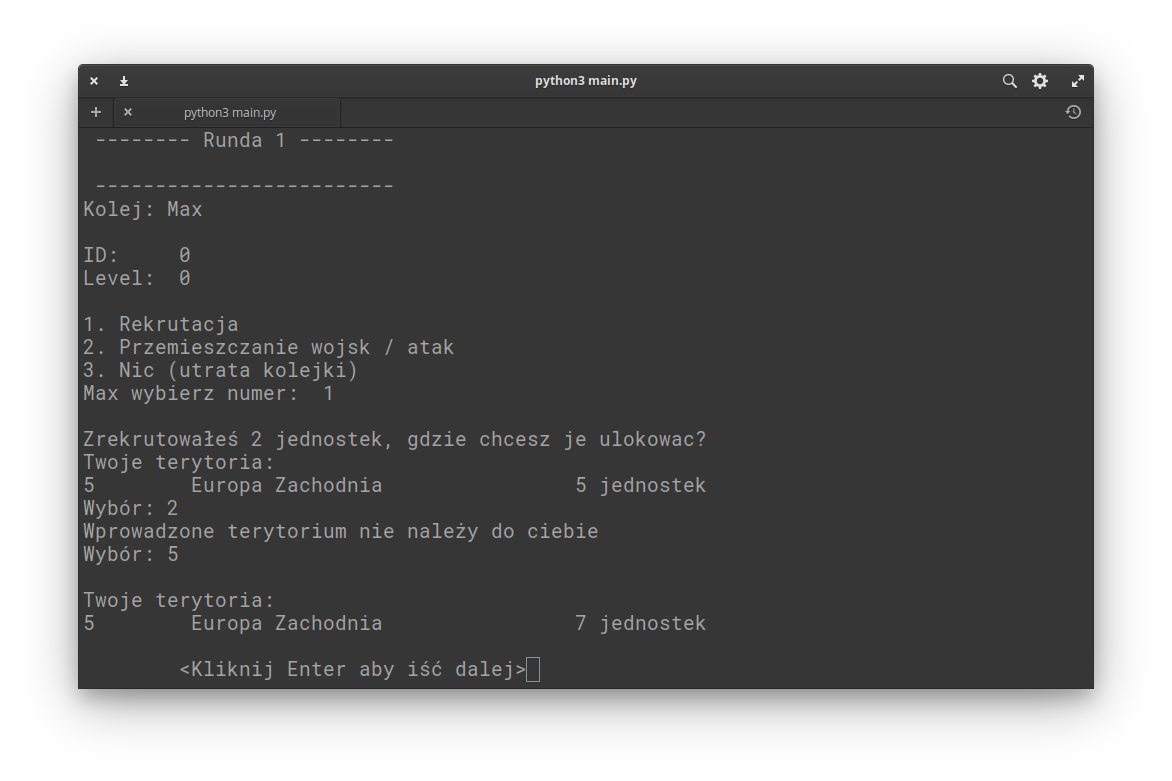 python3 main.py
python3 main.py
-------- Runda 1 --------
-------------------------
Kolej: Max
ID: 0
Level: 0
1. Rekrutacja
2. Przemieszczanie wojsk / atak
3. Nic (utrata kolejki)
Max wybierz numer: 1
Zrekrutowałeś 2 jednostek, gdzie chcesz je ulokowac?
Twoje terytoria:
5 Europa Zachodnia 5 jednostek
Wybór: 2
Wprowadzone terytorium nie należy do ciebie
Wybór: 5
Twoje terytoria:
5 Europa Zachodnia 7 jednostek
<Kliknij Enter aby iść dalej>